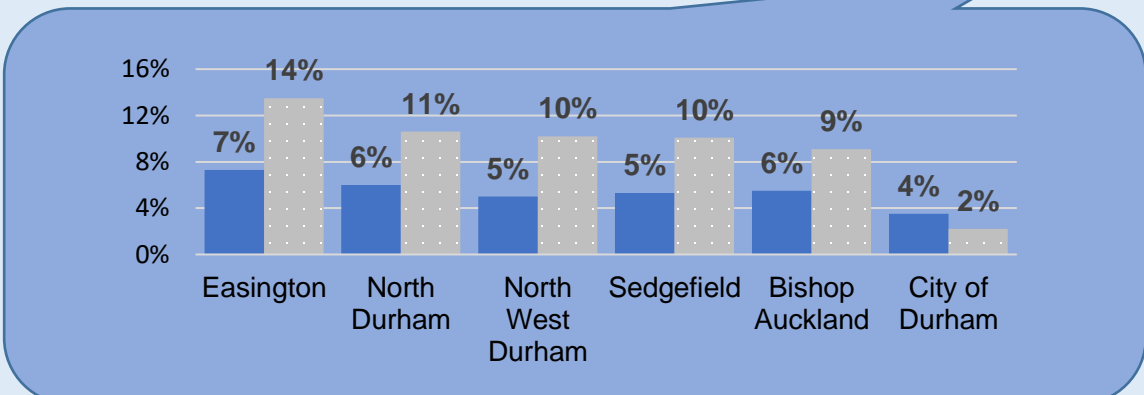 16%
12%
8%
4%
0%
7%
14%
6%
11%
5%
10%
5%
10%
6%
9%
4%
2%
Easington
North
Durham
North
West
Durham
Sedgefield
Bishop
Auckland
City of
Durham